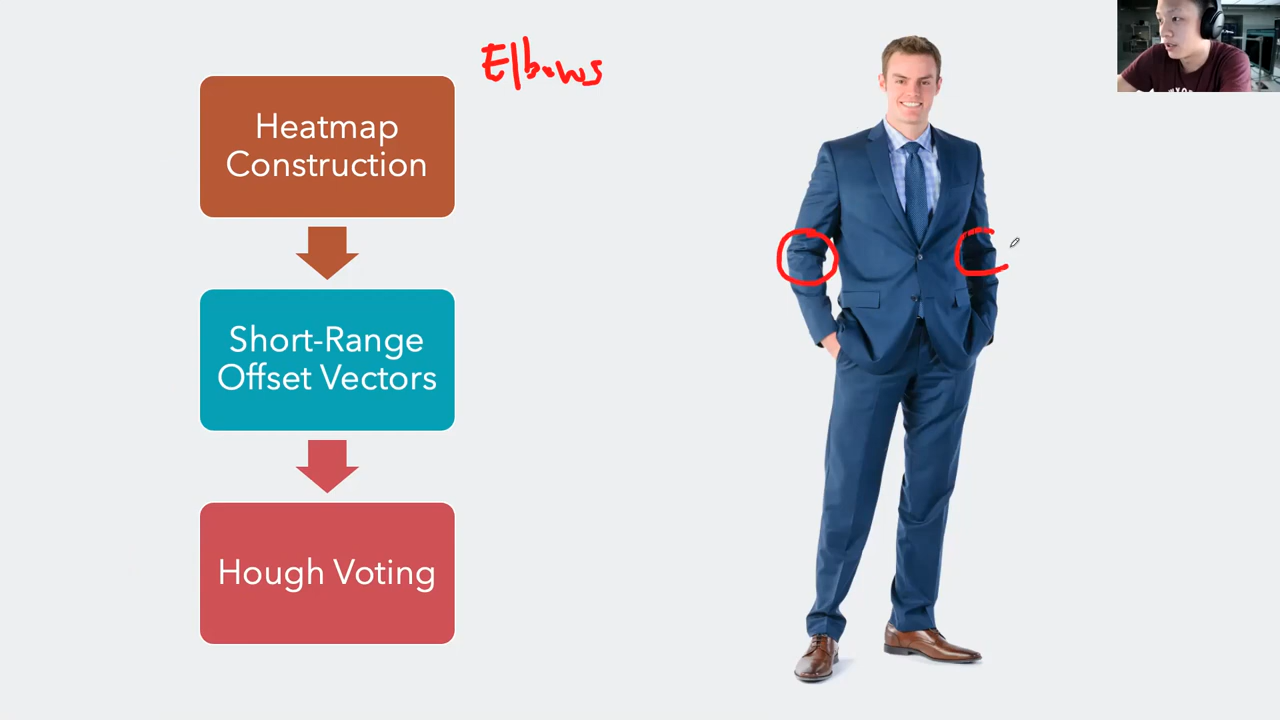 Elbows
Heatmap
Construction
Short-Range
Offset Vectors
Hough Voting